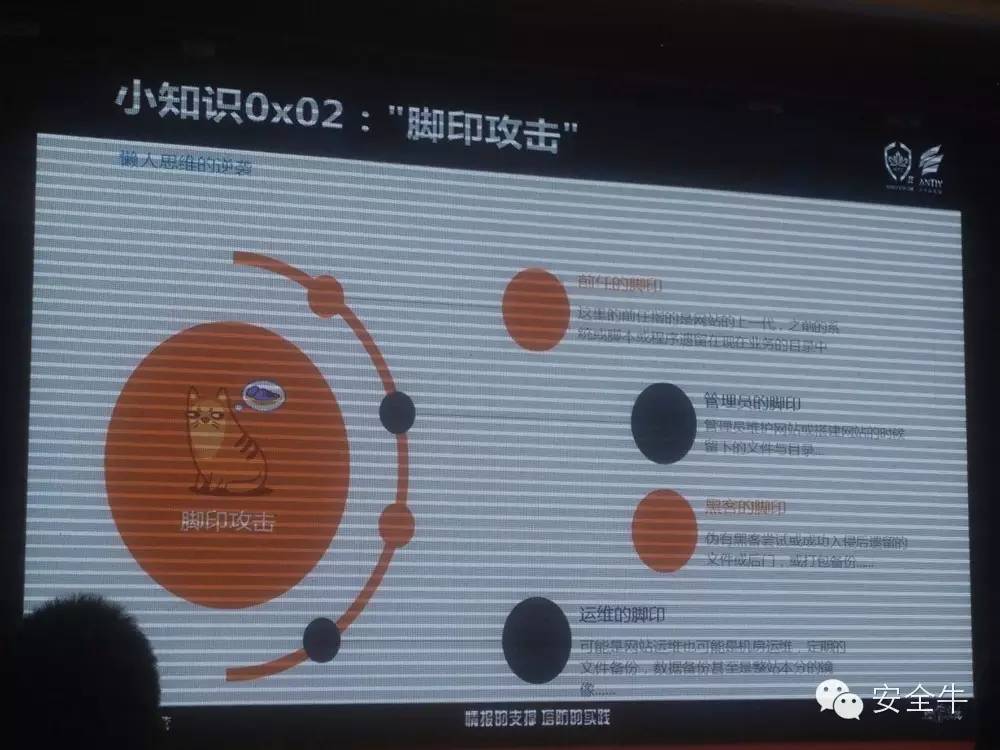 小知识0x02："脚印攻击"
懒人思维的逆袭
ANTIY
前任的脚印
这里的前任指的是网站的上一代，之前的系
统或脚本或程序遗留在现在业务的目录中
管理员的脚印
管理员维护网站或搭建网站的时候
留下的文件与目录...
脚印攻击
黑客的脚印
伪有黑客尝试或成功入侵后遗留的
文件或后门，或打包备份......
运维的脚印
可能是网站运维也可能是机房运维，定期的
文件备份，数据备份甚至是整站本分的镜
像......
情报的支撑 塔防的实践
安全牛